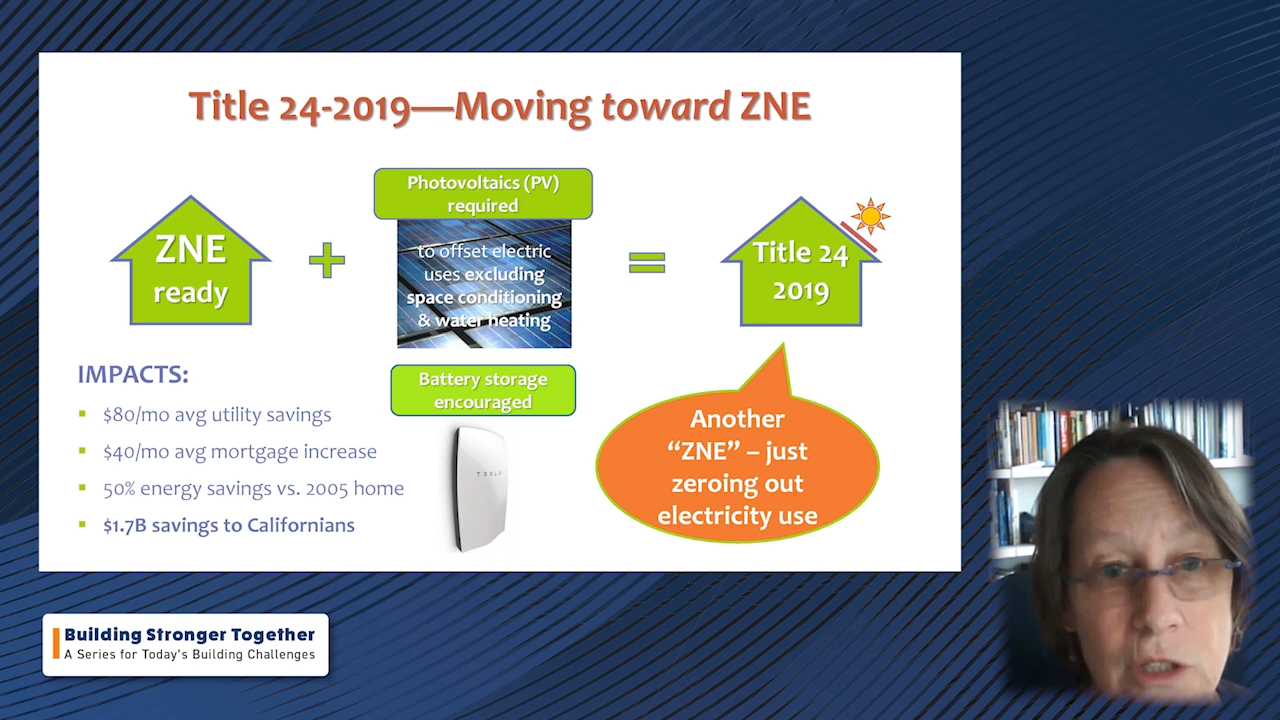 Title 24-2019—Moving toward ZNE
ZNE
ready
+
Photovoltaics (PV)
required
to offset electric
uses excluding
space conditioning
& water heating
=
Title 24
2019
Battery storage
encouraged
TESLA
IMPACTS:
$80/mo avg utility savings
$40/mo avg mortgage increase
50% energy savings vs. 2005 home
$1.7B savings to Californians
Another
“ZNE” – just
zeroing out
electricity use
Building Stronger Together
A Series for Today's Building Challenges